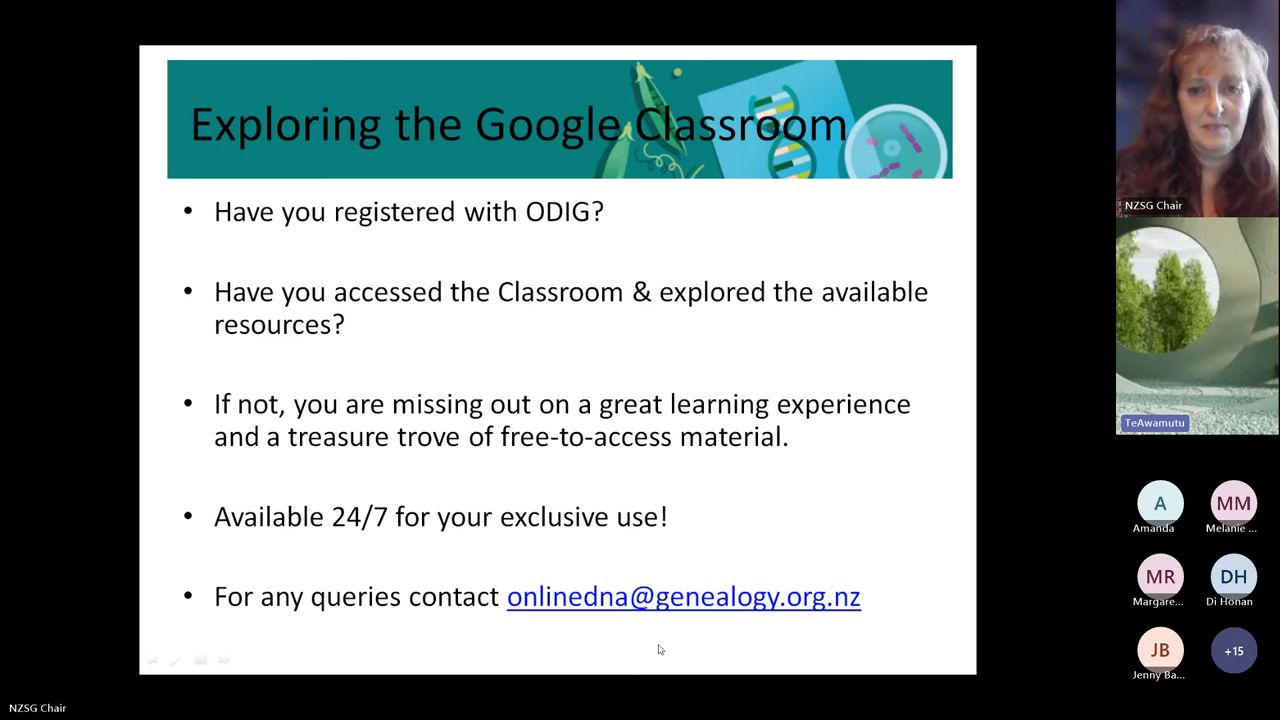 Exploring the Google Classroom
• Have you registered with ODIG?
• Have you accessed the Classroom & explored the available
resources?
• If not, you are missing out on a great learning experience
and a treasure trove of free-to-access material.
• Available 24/7 for your exclusive use!
• For any queries contact onlinedna@genealogy.org.nz
NZSG Chair
TeAwamutu
A
Amanda
MM
Melanie ...
MR
Margare...
DH
Di Honan
JB
Jenny Ba...
+15
NZSG Chair